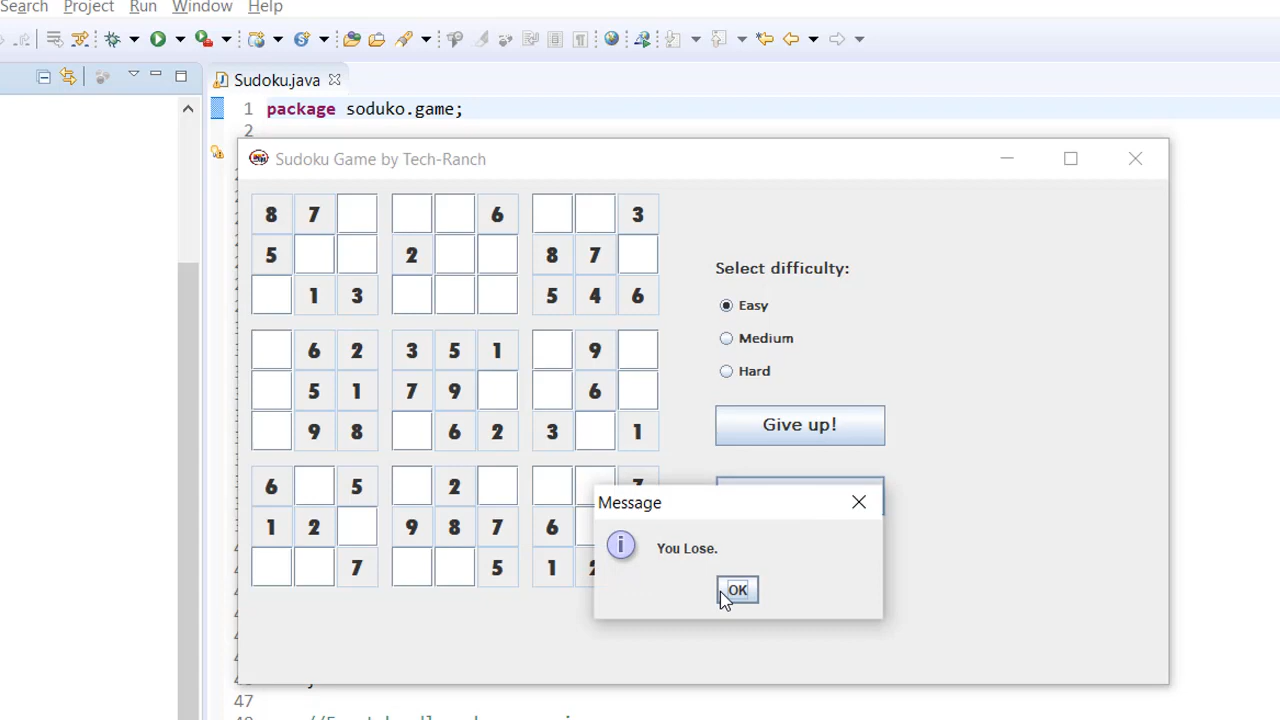 Search Project Run Window Help
Sudoku.java
1 package soduko.game;
2
Sudoku Game by Tech-Ranch
8 7 6 3
5 2 8 7
1 3 5 4 6
6 2 3 5 1 9
5 1 7 9 6
9 8 6 2 3 1
6 5 2
1 2 9 8 7 6
7 5 1
Select difficulty:
Easy
Medium
Hard
Give up!
Message
You Lose.
OK
47